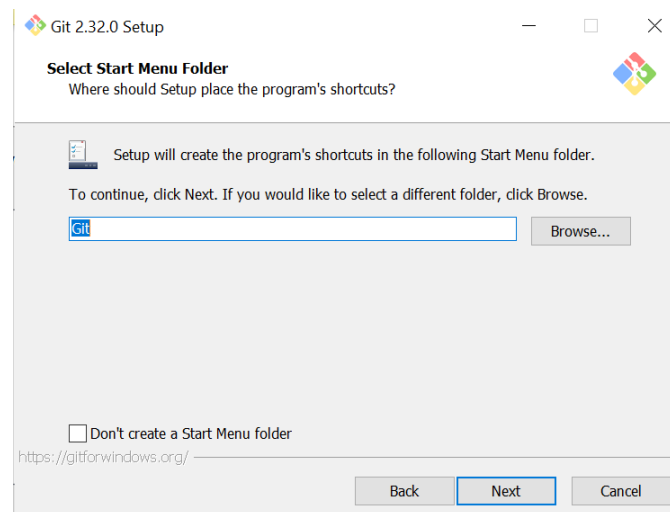 Git 2.32.0 Setup
Select Start Menu Folder
Where should Setup place the program's shortcuts?
Setup will create the program's shortcuts in the following Start Menu folder.
To continue, click Next. If you would like to select a different folder, click Browse.
Git
Browse...
Don't create a Start Menu folder
https://gitforwindows.org/
Back
Next
Cancel